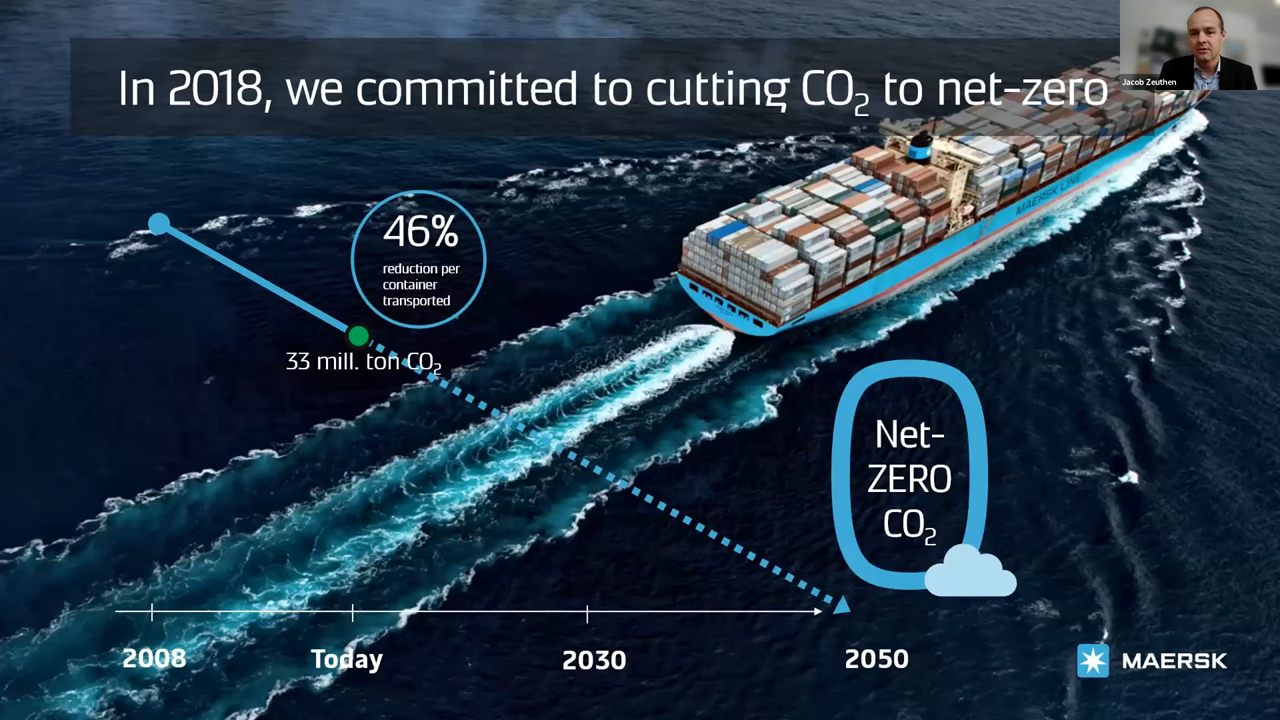 In 2018, we committed to cutting CO₂ to net-zero
Jacob Zeuthen
MAERSK LINE
46%
reduction per
container
transported
33 mill. ton CO₂
Net-
ZERO
CO₂
2008
Today
2030
2050
MAERSK